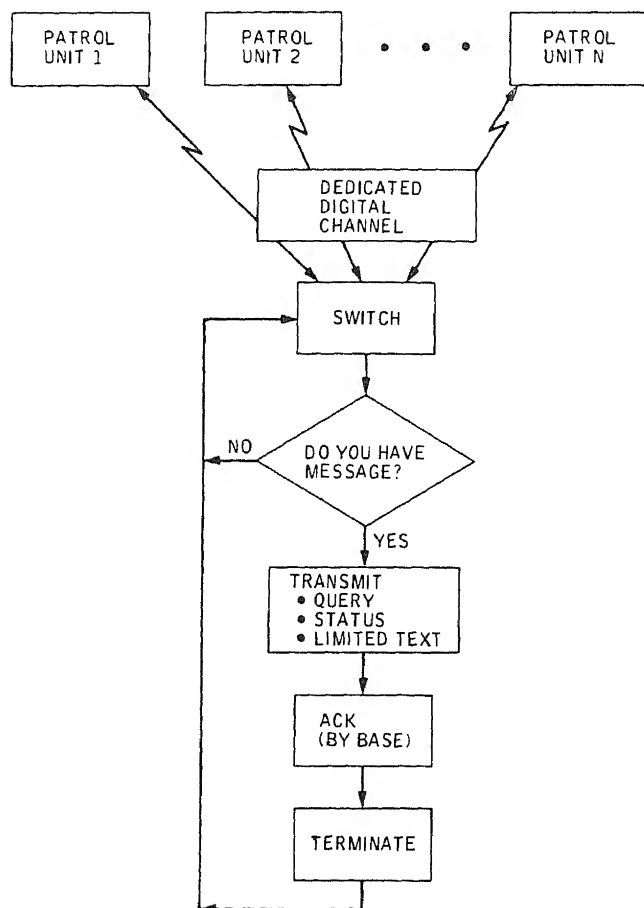 PATROL
UNIT 1
PATROL
UNIT 2
PATROL
UNIT N
DEDICATED
DIGITAL
CHANNEL
SWITCH
DO YOU HAVE
MESSAGE?
NO
YES
TRANSMIT
• QUERY
• STATUS
• LIMITED TEXT
ACK
(BY BASE)
TERMINATE